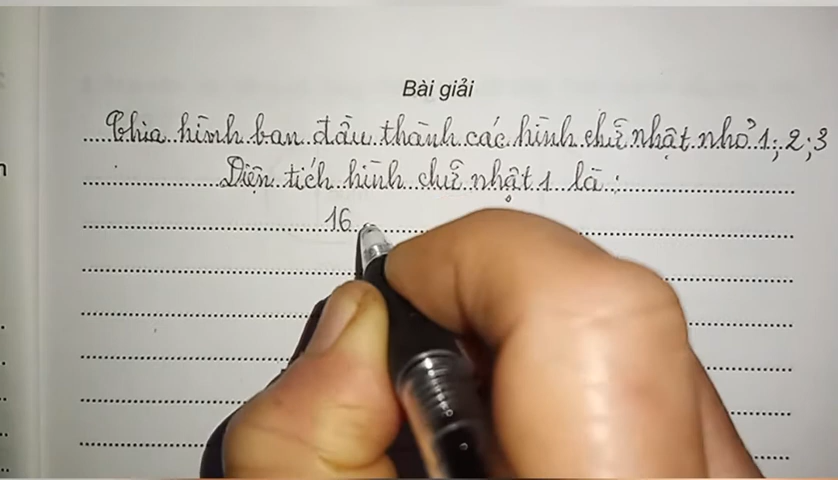 Bài giải
Chia hình ban đầu thành các hình chữ nhật nhỏ 1; 2; 3
Diện tích hình chữ nhật 1 là :
16